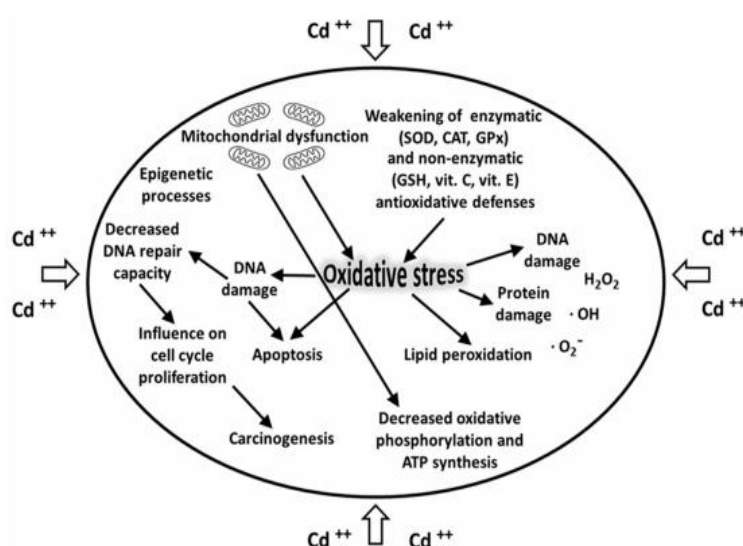 Cd ++ Cd ++
Mitochondrial dysfunction
Weakening of enzymatic
(SOD, CAT, GPx)
and non-enzymatic
(GSH, vit. C, vit. E)
antioxidative defenses
Epigenetic
processes
Cd ++
Cd ++
Decreased
DNA repair
capacity
DNA
damage
Oxidative stress
DNA
damage
H2O2
Protein
damage
· OH
· O2⁻
Cd ++
Cd ++
Influence on
cell cycle
proliferation
Apoptosis
Lipid peroxidation
Carcinogenesis
Decreased oxidative
phosphorylation and
ATP synthesis
Cd ++ Cd ++